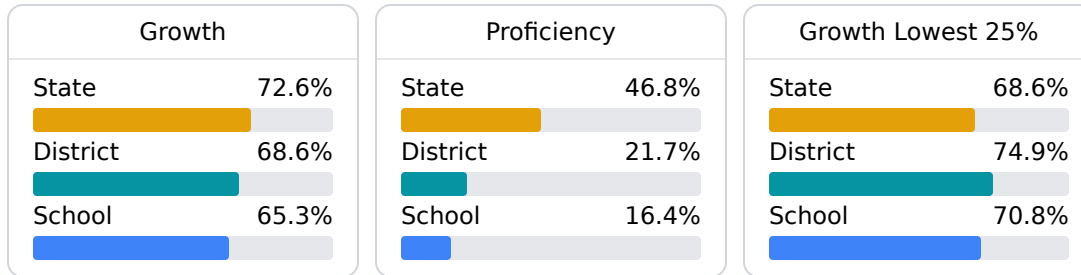 Growth
State 72.6%
District 68.6%
School 65.3%
Proficiency
State 46.8%
District 21.7%
School 16.4%
Growth Lowest 25%
State 68.6%
District 74.9%
School 70.8%